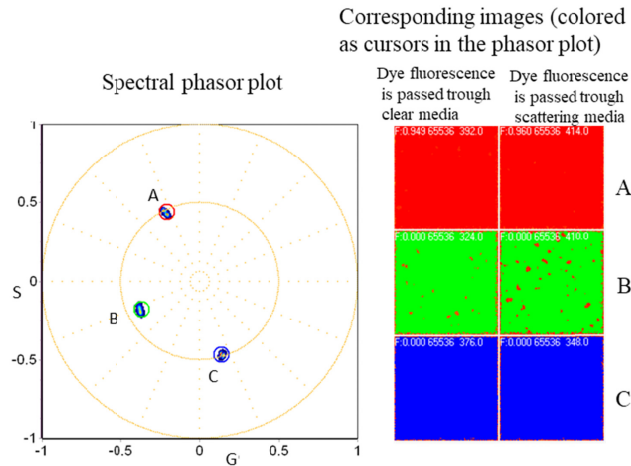 Corresponding images (colored
as cursors in the phasor plot)
Spectral phasor plot
Dye fluorescence
is passed trough
clear media
Dye fluorescence
is passed trough
scattering media
1
0.5
0
-0.5
-1
S
-1
-0.5
0
0.5
1
G
A
B
C
F:0.949 65536 392.0
F:0.960 65536 414.0
A
F:0.000 65536 324.0
F:0.000 65536 410.0
B
F:0.000 65536 376.0
F:0.000 65536 348.0
C